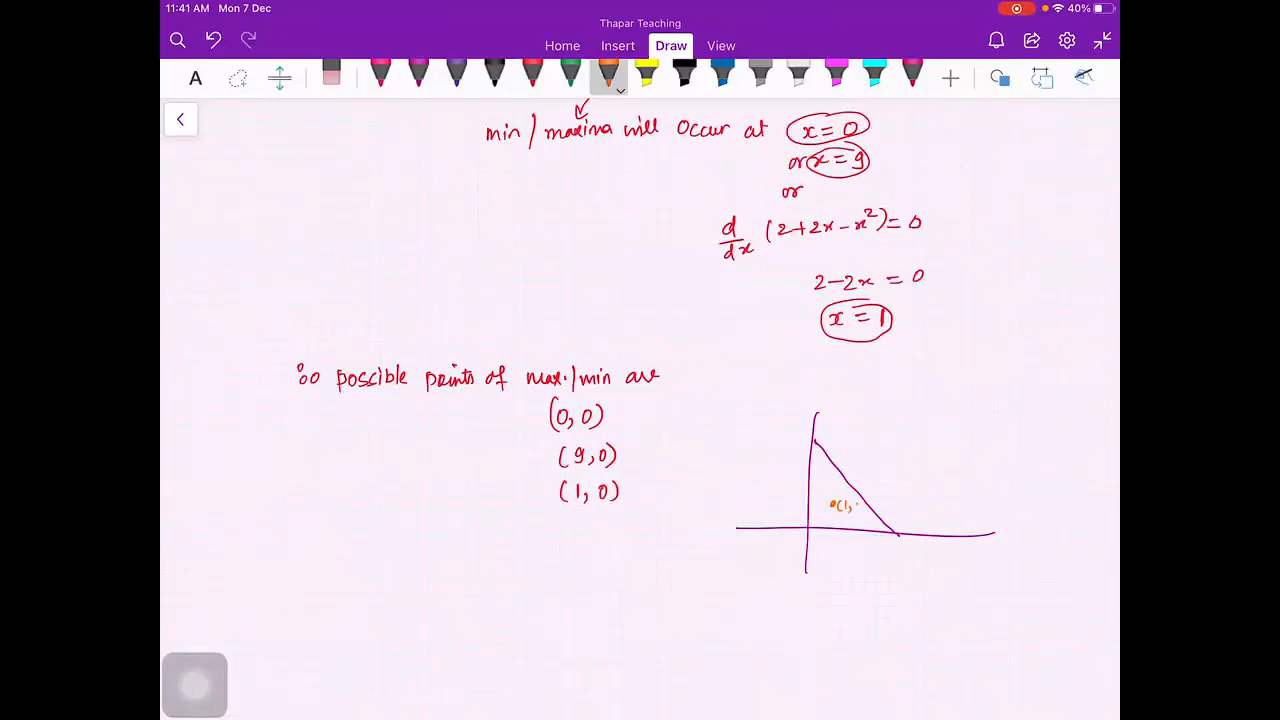 11:41 AM Mon 7 Dec
40%
Thapar Teaching
Home Insert Draw View
A
min / maxima will occur at x = 0
or x = 9
or
d/dx (2+2x-x²) = 0
2-2x = 0
x = 1
∴ possible points of max./min are
(0, 0)
(9, 0)
(1, 0)
(1,